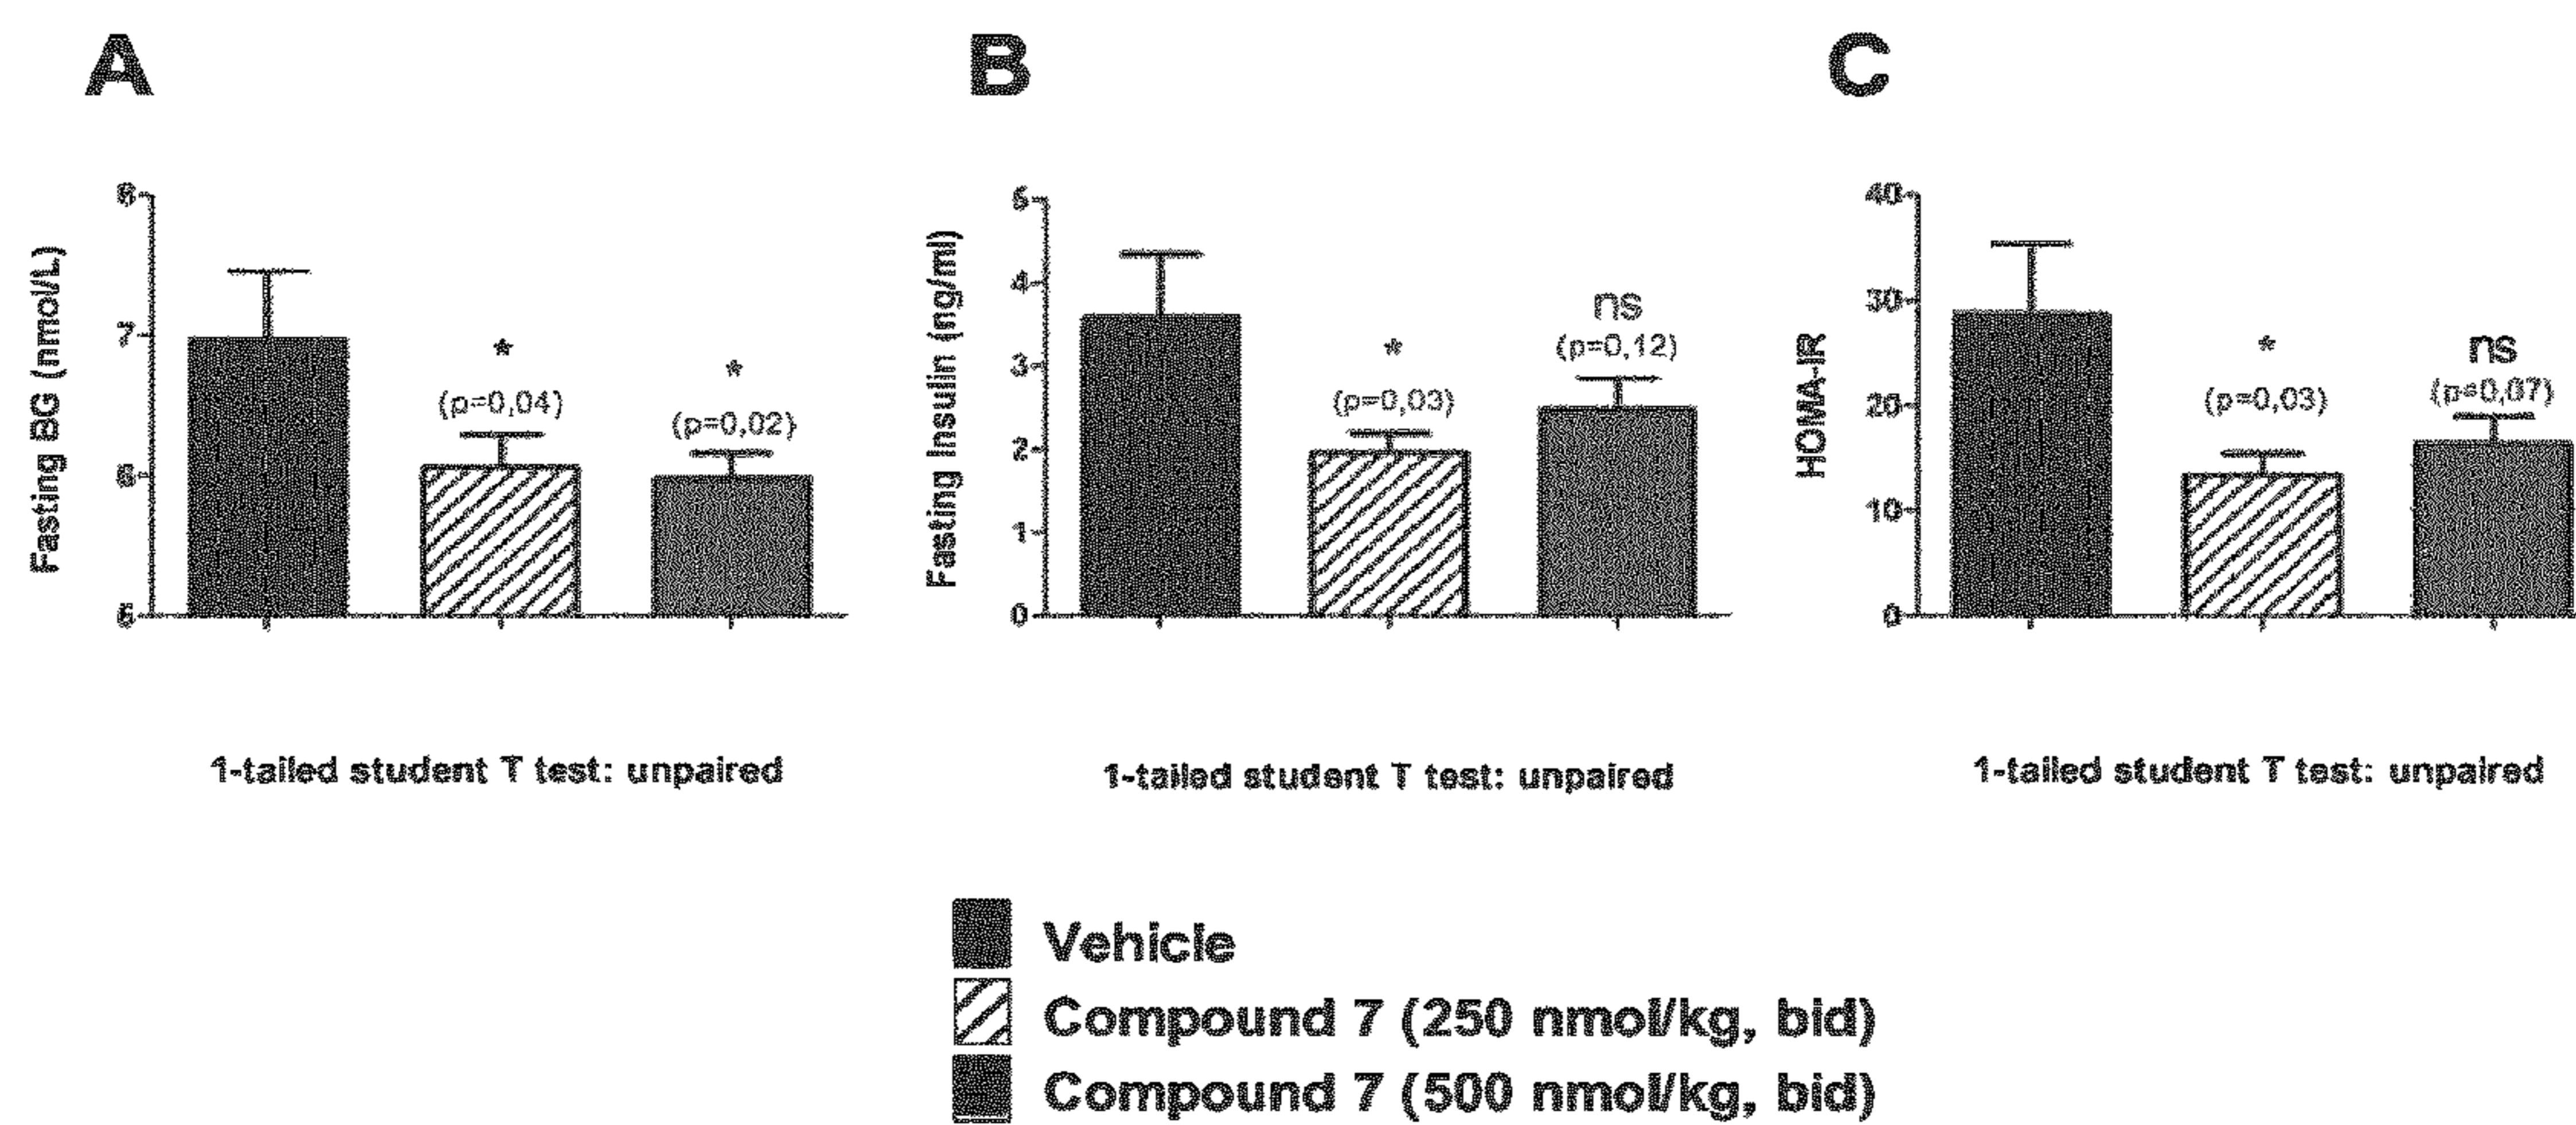 A
B
C
Fasting BG (nmol/L)
8
7
6
5
*
(p=0,04)
*
(p=0,02)
1-tailed student T test: unpaired
Fasting Insulin (ng/ml)
5
4
3
2
1
0
*
(p=0,03)
ns
(p=0,12)
1-tailed student T test: unpaired
HOMA-IR
40
30
20
10
0
*
(p=0,03)
ns
(p=0,07)
1-tailed student T test: unpaired
Vehicle
Compound 7 (250 nmol/kg, bid)
Compound 7 (500 nmol/kg, bid)